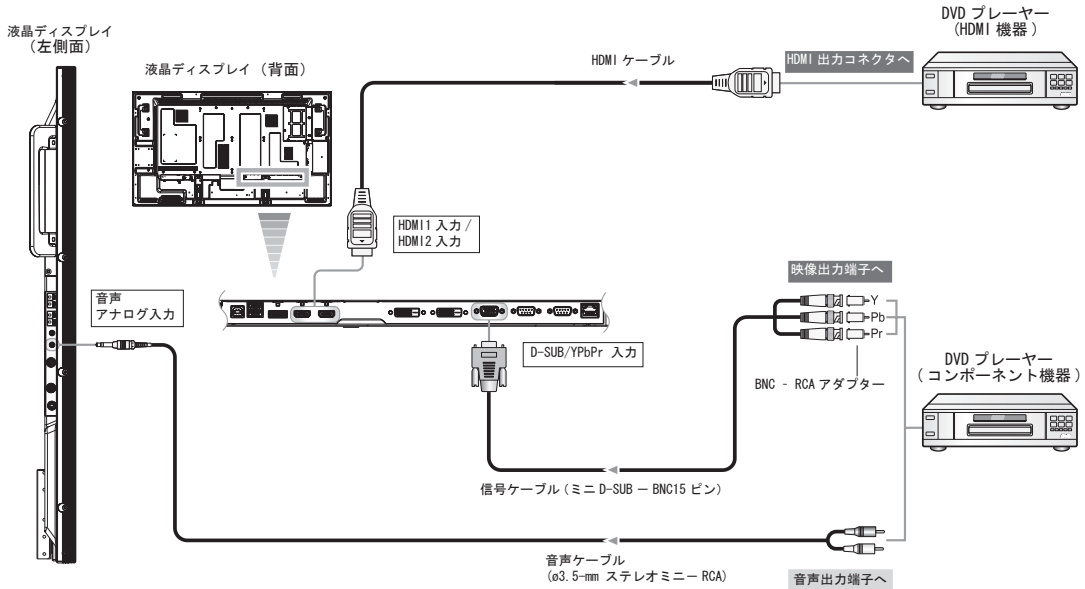 DVD プレーヤー
(HDMI 機器)
液晶ディスプレイ
(左側面)
液晶ディスプレイ (背面)
HDMI ケーブル
HDMI 出力コネクタへ
HDMI1 入力 /
HDMI2 入力
音声
アナログ入力
映像出力端子へ
Y
Pb
Pr
D-SUB/YPbPr 入力
BNC - RCA アダプター
DVD プレーヤー
(コンポーネント機器)
信号ケーブル (ミニ D-SUB - BNC15 ピン)
音声ケーブル
(ø3.5-mm ステレオミニ- RCA)
音声出力端子へ